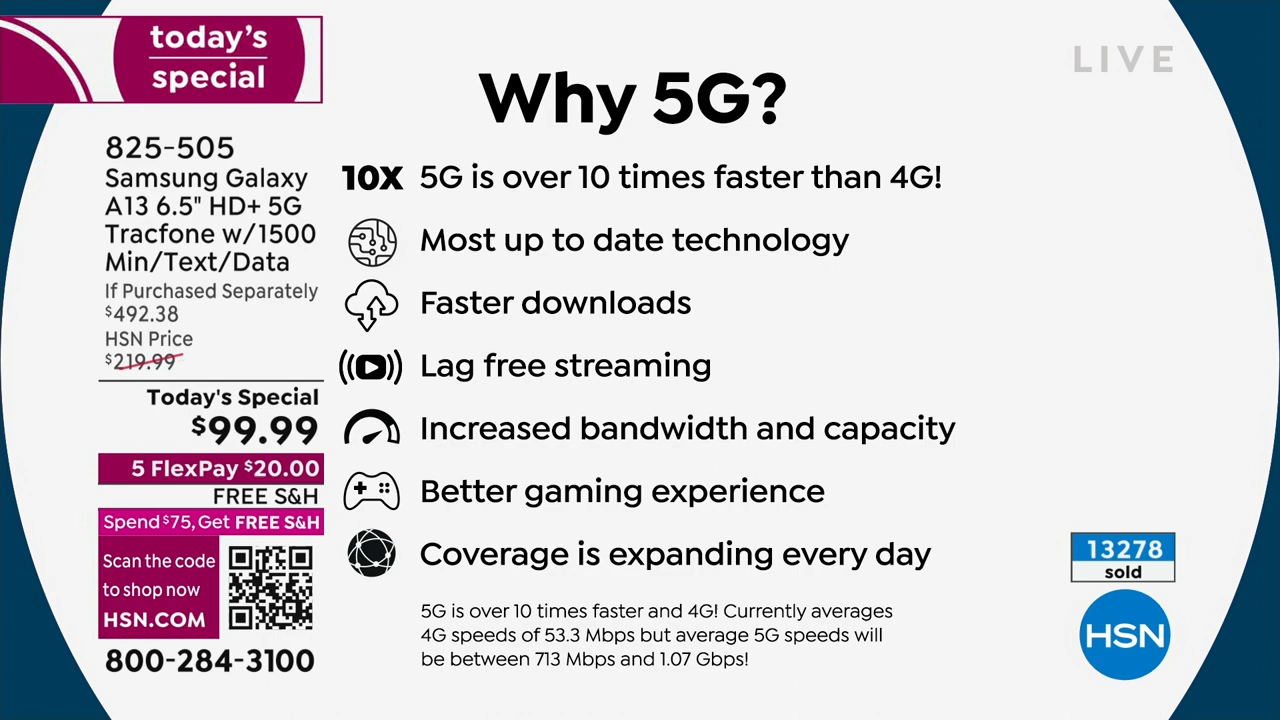 today's
special
LIVE
825-505
Samsung Galaxy
A13 6.5" HD+ 5G
Tracfone w/1500
Min/Text/Data
If Purchased Separately
$492.38
HSN Price
$219.99
Today's Special
$99.99
5 FlexPay $20.00
FREE S&H
Spend $75, Get FREE S&H
Scan the code
to shop now
HSN.COM
800-284-3100
Why 5G?
10X 5G is over 10 times faster than 4G!
Most up to date technology
Faster downloads
Lag free streaming
Increased bandwidth and capacity
Better gaming experience
Coverage is expanding every day
5G is over 10 times faster and 4G! Currently averages
4G speeds of 53.3 Mbps but average 5G speeds will
be between 713 Mbps and 1.07 Gbps!
13278
sold
HSN